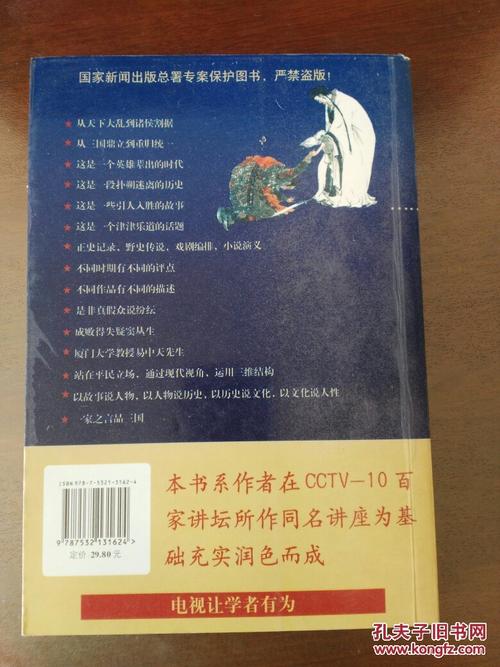 国家新闻出版总署专案保护图书，严禁盗版！
★ 从天下大乱到诸侯割据
★ 从三国鼎立到重归统一
★ 这是一个英雄辈出的时代
★ 这是一段扑朔迷离的历史
★ 这是一些引人入胜的故事
★ 这是一个津津乐道的话题
★ 正史记录、野史传说、戏剧编排、小说演义
★ 不同时期有不同的评点
★ 不同作品有不同的描述
★ 是非真假众说纷纭
★ 成败得失疑窦丛生
★ 厦门大学教授易中天先生
★ 站在平民立场，通过现代视角，运用三维结构
★ 以故事说人物，以人物说历史，以历史说文化，以文化说人性
★ 一家之言品三国
ISBN 978-7-5321-3162-4
9 787532 131624 >
定价 29.80 元
本书系作者在CCTV-10百
家讲坛所作同名讲座为基
础充实润色而成
电视让学者有为
孔夫子旧书网